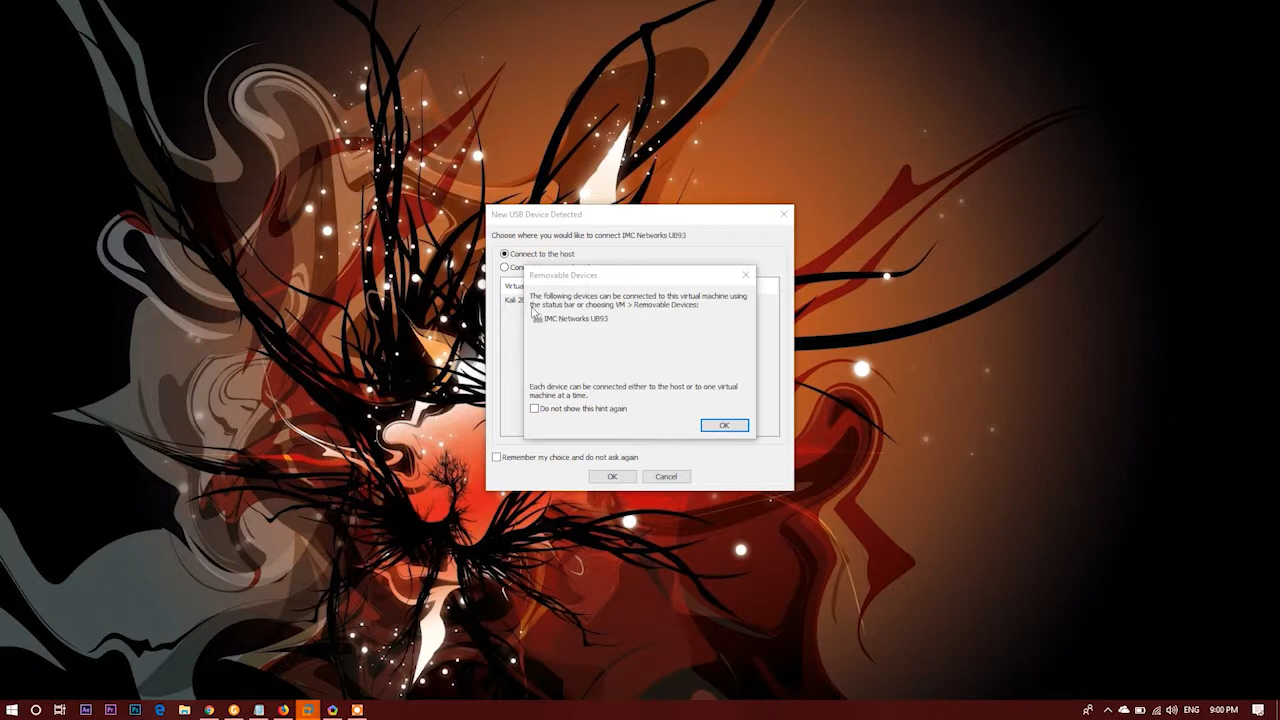 New USB Device Detected
Choose where you would like to connect IMC Networks UB93
Connect to the host
Removable Devices
The following devices can be connected to this virtual machine using
the status bar or choosing VM > Removable Devices:
IMC Networks UB93
Each device can be connected either to the host or to one virtual
machine at a time.
Do not show this hint again
OK
Remember my choice and do not ask again
OK
Cancel
Ae
Pr
Ps
ENG
9:00 PM